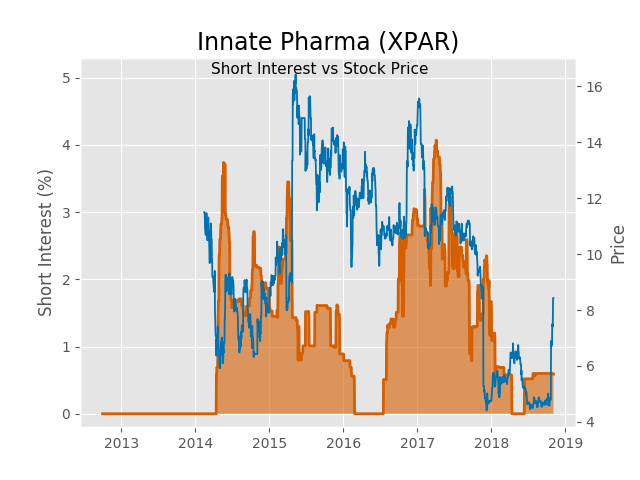 Innate Pharma (XPAR)
Short Interest vs Stock Price
Short Interest (%)
5
4
3
2
1
0
16
14
12
10
8
6
4
Price
2013 2014 2015 2016 2017 2018 2019